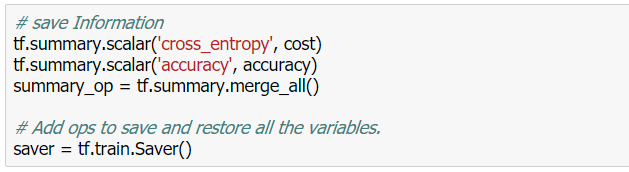 # save Information
tf.summary.scalar('cross_entropy', cost)
tf.summary.scalar('accuracy', accuracy)
summary_op = tf.summary.merge_all()
# Add ops to save and restore all the variables.
saver = tf.train.Saver()